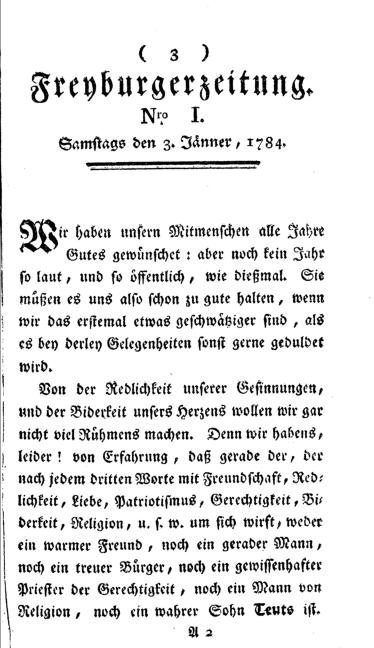 ( 3 )
Freyburgerzeitung.
Nro. I.
Samstags den 3. Jänner, 1784.
Wir haben unsern Mitmenschen alle Jahre
Gutes gewünschet: aber noch kein Jahr
so laut, und so öffentlich, wie dießmal. Sie
müßen es uns also schon zu gute halten, wenn
wir das erstemal etwas geschwätziger sind, als
es bey derley Gelegenheiten sonst gerne geduldet
wird.
Von der Redlichkeit unserer Gesinnungen,
und der Biderkeit unsers Herzens wollen wir gar
nicht viel Rühmens machen. Denn wir habens,
leider! von Erfahrung, daß gerade der, der
nach jedem dritten Worte mit Freundschaft, Red-
lichkeit, Liebe, Patriotismus, Gerechtigkeit, Bi-
derkeit, Religion, u. s. w. um sich wirft, weder
ein warmer Freund, noch ein gerader Mann,
noch ein treuer Bürger, noch ein gewissenhafter
Priester der Gerechtigkeit, noch ein Mann von
Religion, noch ein wahrer Sohn Teuts ist.
A 2